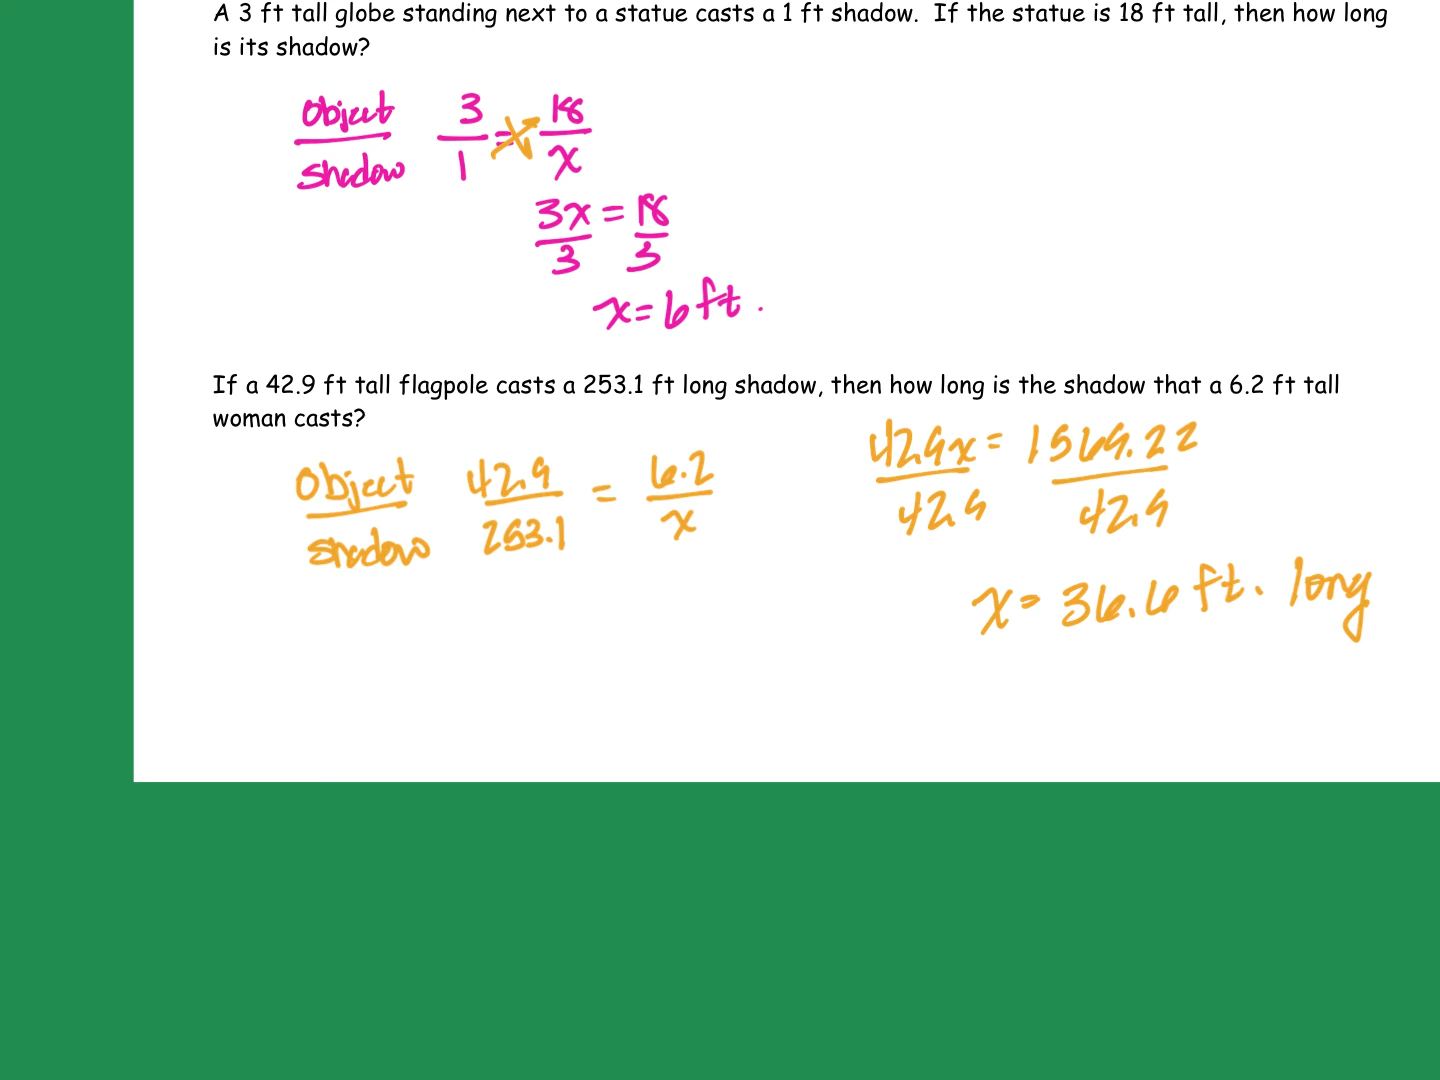 A 3 ft tall globe standing next to a statue casts a 1 ft shadow.  If the statue is 18 ft tall, then how long
is its shadow?
Object 3 = 18
shadow 1 x
3x = 18
3 3
x = 6 ft.
If a 42.9 ft tall flagpole casts a 253.1 ft long shadow, then how long is the shadow that a 6.2 ft tall
woman casts?
Object 42.9 = 6.2
shadow 253.1 x
42.9x = 1569.22
42.9 42.9
x = 36.6 ft. long